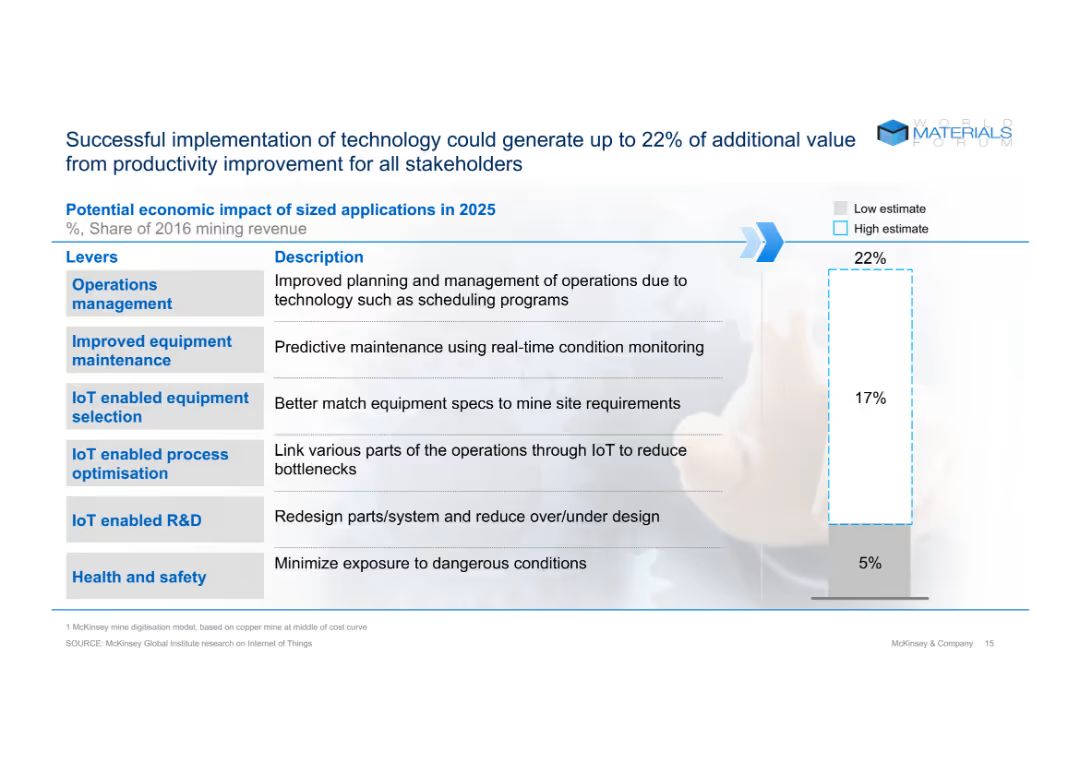 Successful implementation of technology could generate up to 22% of additional value
from productivity improvement for all stakeholders
WORLD
MATERIALS
FORUM
Potential economic impact of sized applications in 2025
%, Share of 2016 mining revenue
Low estimate
High estimate
Levers
Description
22%
Operations
management
Improved planning and management of operations due to
technology such as scheduling programs
Improved equipment
maintenance
Predictive maintenance using real-time condition monitoring
IoT enabled equipment
selection
Better match equipment specs to mine site requirements
17%
IoT enabled process
optimisation
Link various parts of the operations through IoT to reduce
bottlenecks
IoT enabled R&D
Redesign parts/system and reduce over/under design
Health and safety
Minimize exposure to dangerous conditions
5%
1 McKinsey mine digitisation model, based on copper mine at middle of cost curve
SOURCE: McKinsey Global Institute research on Internet of Things
McKinsey & Company 15